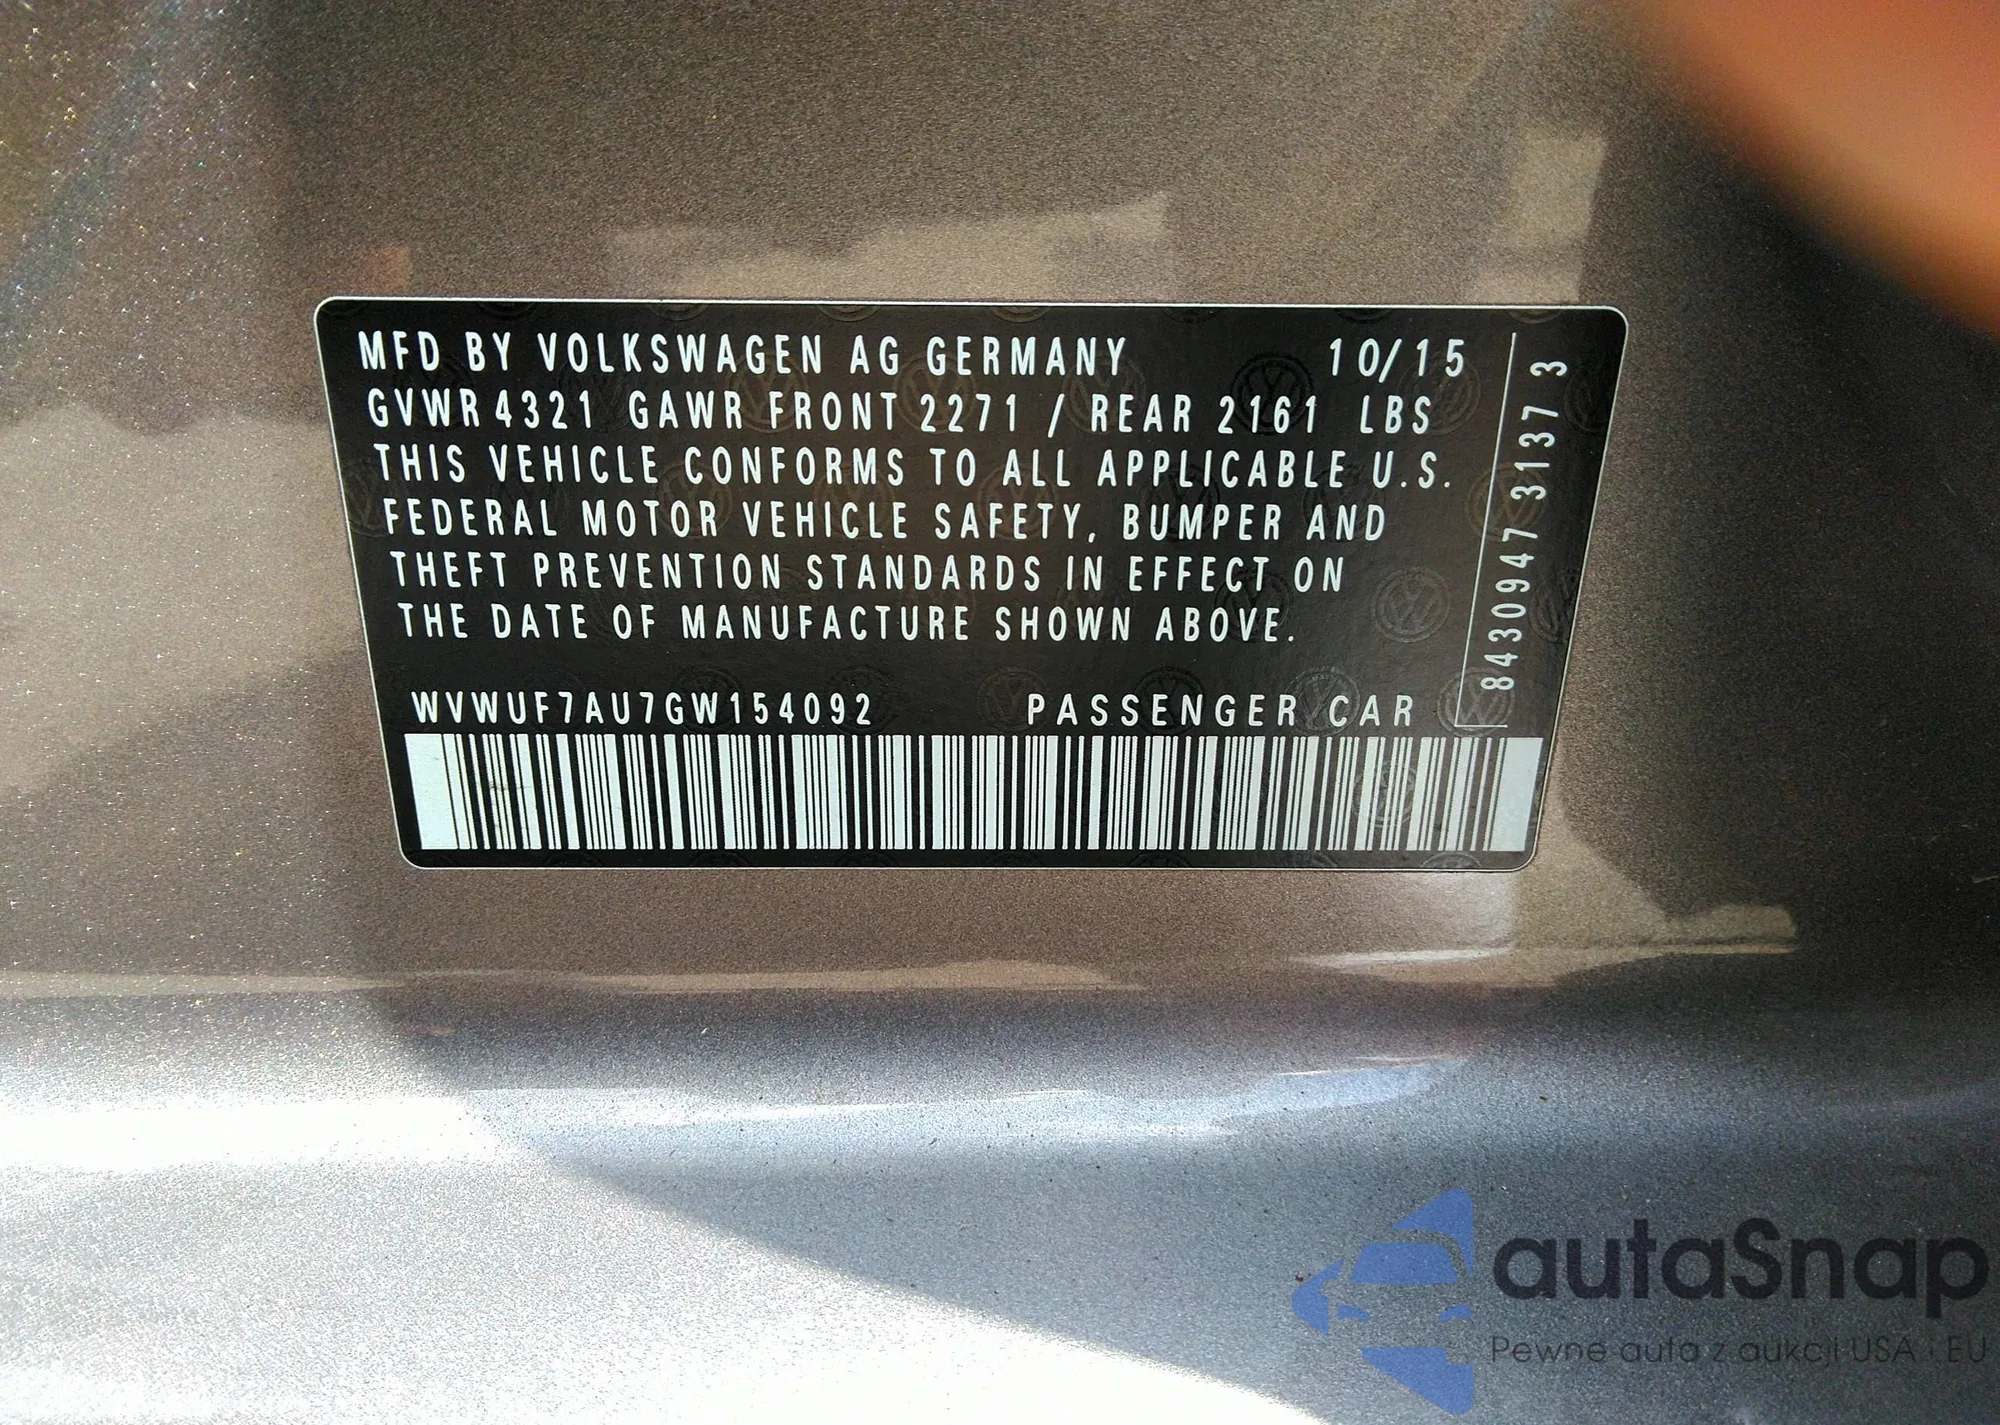 MFD BY VOLKSWAGEN AG GERMANY 10/15
GVWR 4321 GAWR FRONT 2271 / REAR 2161 LBS
THIS VEHICLE CONFORMS TO ALL APPLICABLE U.S.
FEDERAL MOTOR VEHICLE SAFETY, BUMPER AND
THEFT PREVENTION STANDARDS IN EFFECT ON
THE DATE OF MANUFACTURE SHOWN ABOVE.
WVWUF7AU7GW154092 PASSENGER CAR
8430947 3137 3
autaSnap
Pewne auta z aukcji USA i EU